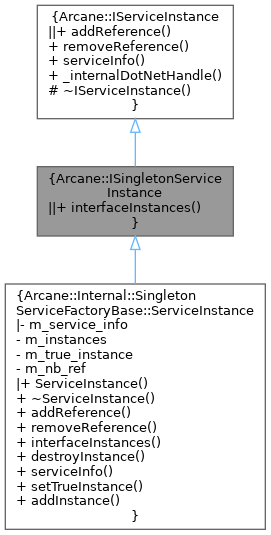 {Arcane::IServiceInstance
||+ addReference()
+ removeReference()
+ serviceInfo()
+ _internalDotNetHandle()
# ~IServiceInstance()
}
{Arcane::ISingletonService
Instance
||+ interfaceInstances()
}
{Arcane::Internal::Singleton
ServiceFactoryBase::ServiceInstance
|- m_service_info
- m_instances
- m_true_instance
- m_nb_ref
|+ ServiceInstance()
+ ~ServiceInstance()
+ addReference()
+ removeReference()
+ interfaceInstances()
+ destroyInstance()
+ serviceInfo()
+ setTrueInstance()
+ addInstance()
}